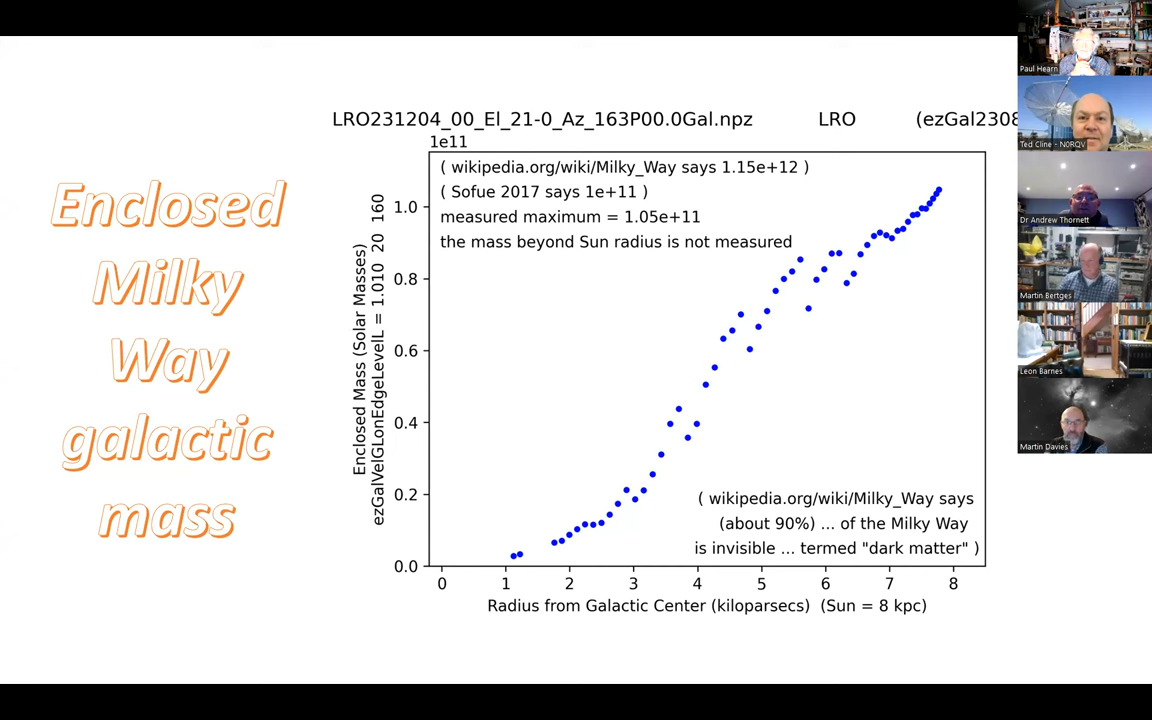 Enclosed
Milky
Way
galactic
mass
LRO231204_00_El_21-0_Az_163P00.0Gal.npz LRO (ezGal2308
1e11
( wikipedia.org/wiki/Milky_Way says 1.15e+12 )
( Sofue 2017 says 1e+11 )
measured maximum = 1.05e+11
the mass beyond Sun radius is not measured
1.0
0.8
0.6
0.4
0.2
0.0
Enclosed Mass (Solar Masses)
ezGalVelGLonEdgeLevelL = 1.010 20 160
( wikipedia.org/wiki/Milky_Way says
(about 90%) ... of the Milky Way
is invisible ... termed "dark matter" )
0 1 2 3 4 5 6 7 8
Radius from Galactic Center (kiloparsecs) (Sun = 8 kpc)
Paul Hearn
Ted Cline - N0RQV
Dr Andrew Thornett
Martin Bertges
Leon Barnes
Martin Davies